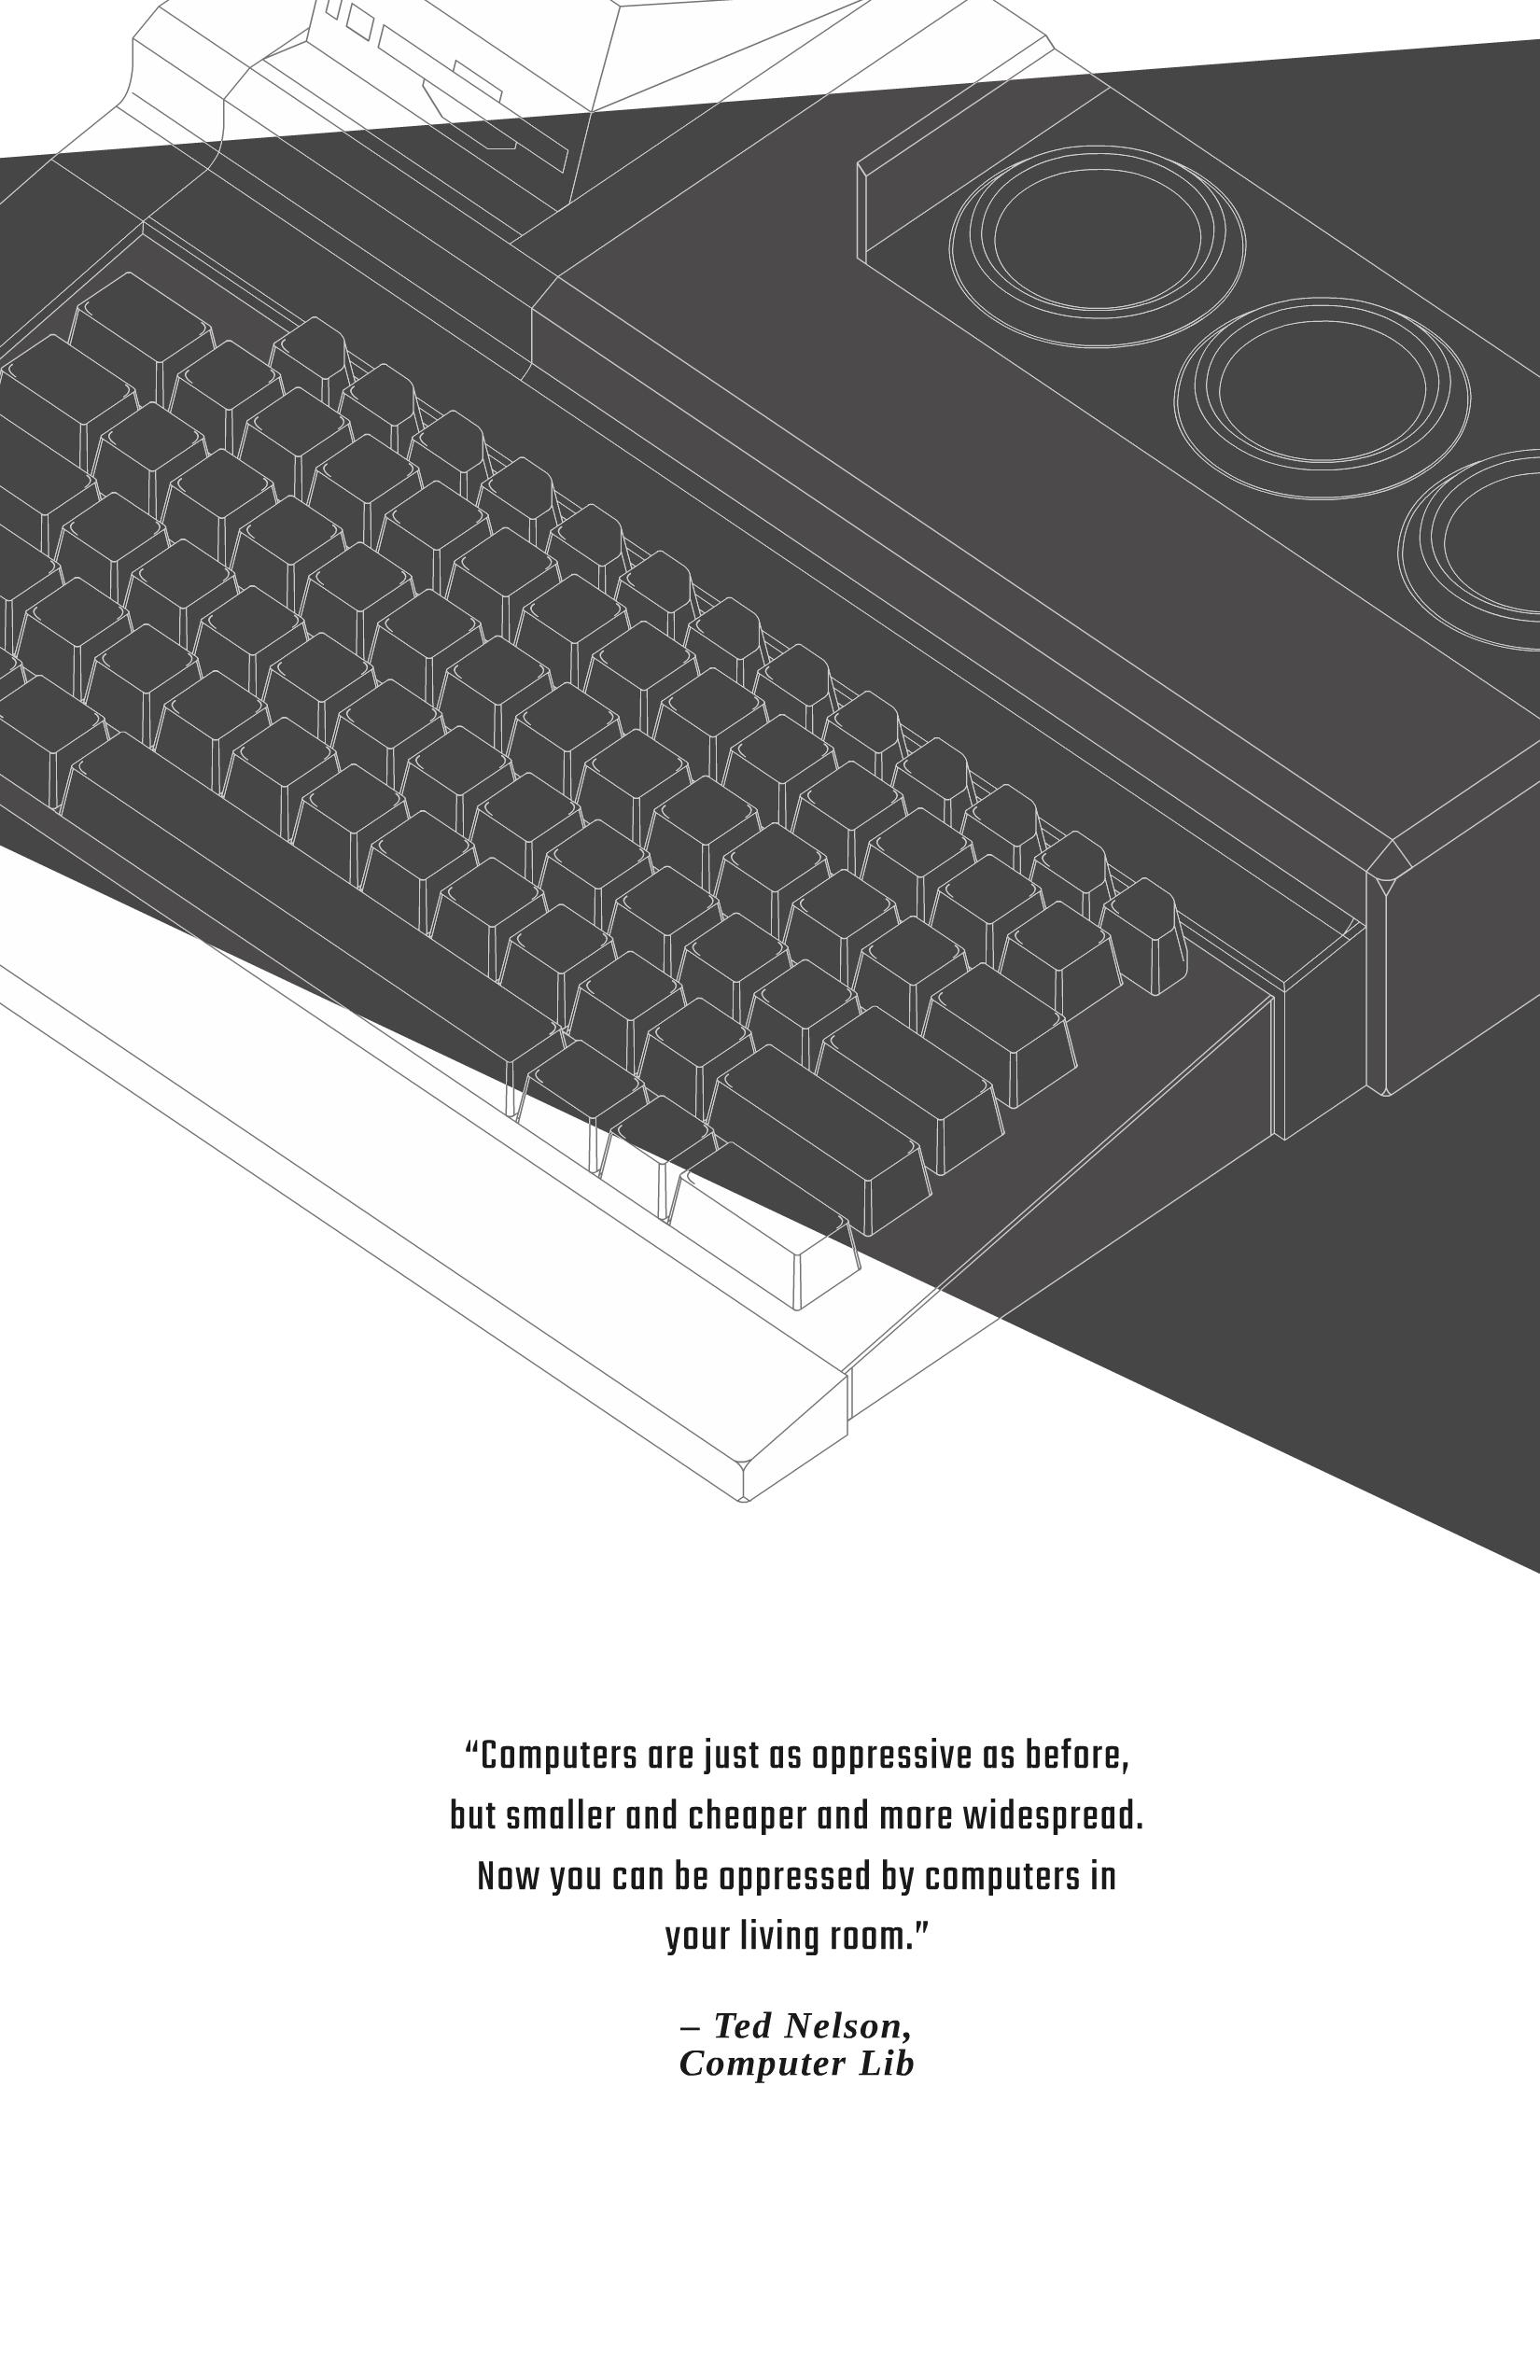 “Computers are just as oppressive as before,
but smaller and cheaper and more widespread.
Now you can be oppressed by computers in
your living room.”
– Ted Nelson,
Computer Lib